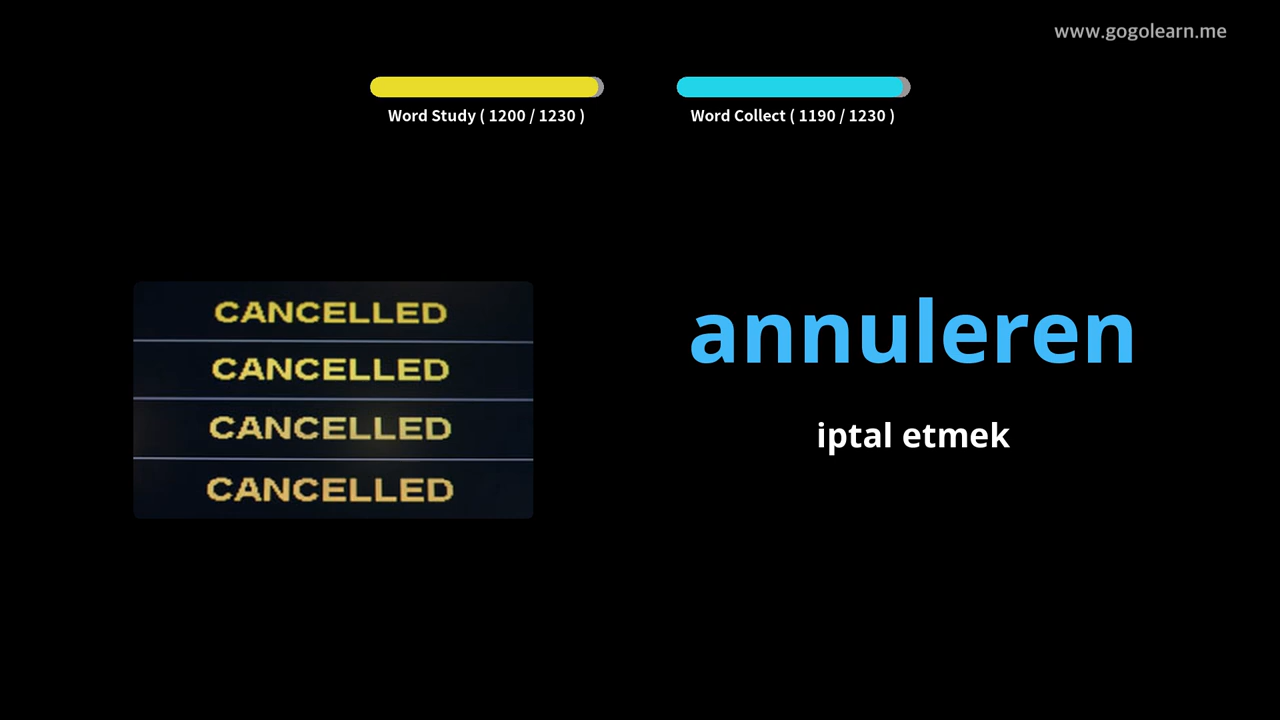 www.gogolearn.me
Word Study ( 1200 / 1230 )
Word Collect ( 1190 / 1230 )
CANCELLED
CANCELLED
CANCELLED
CANCELLED
annuleren
iptal etmek